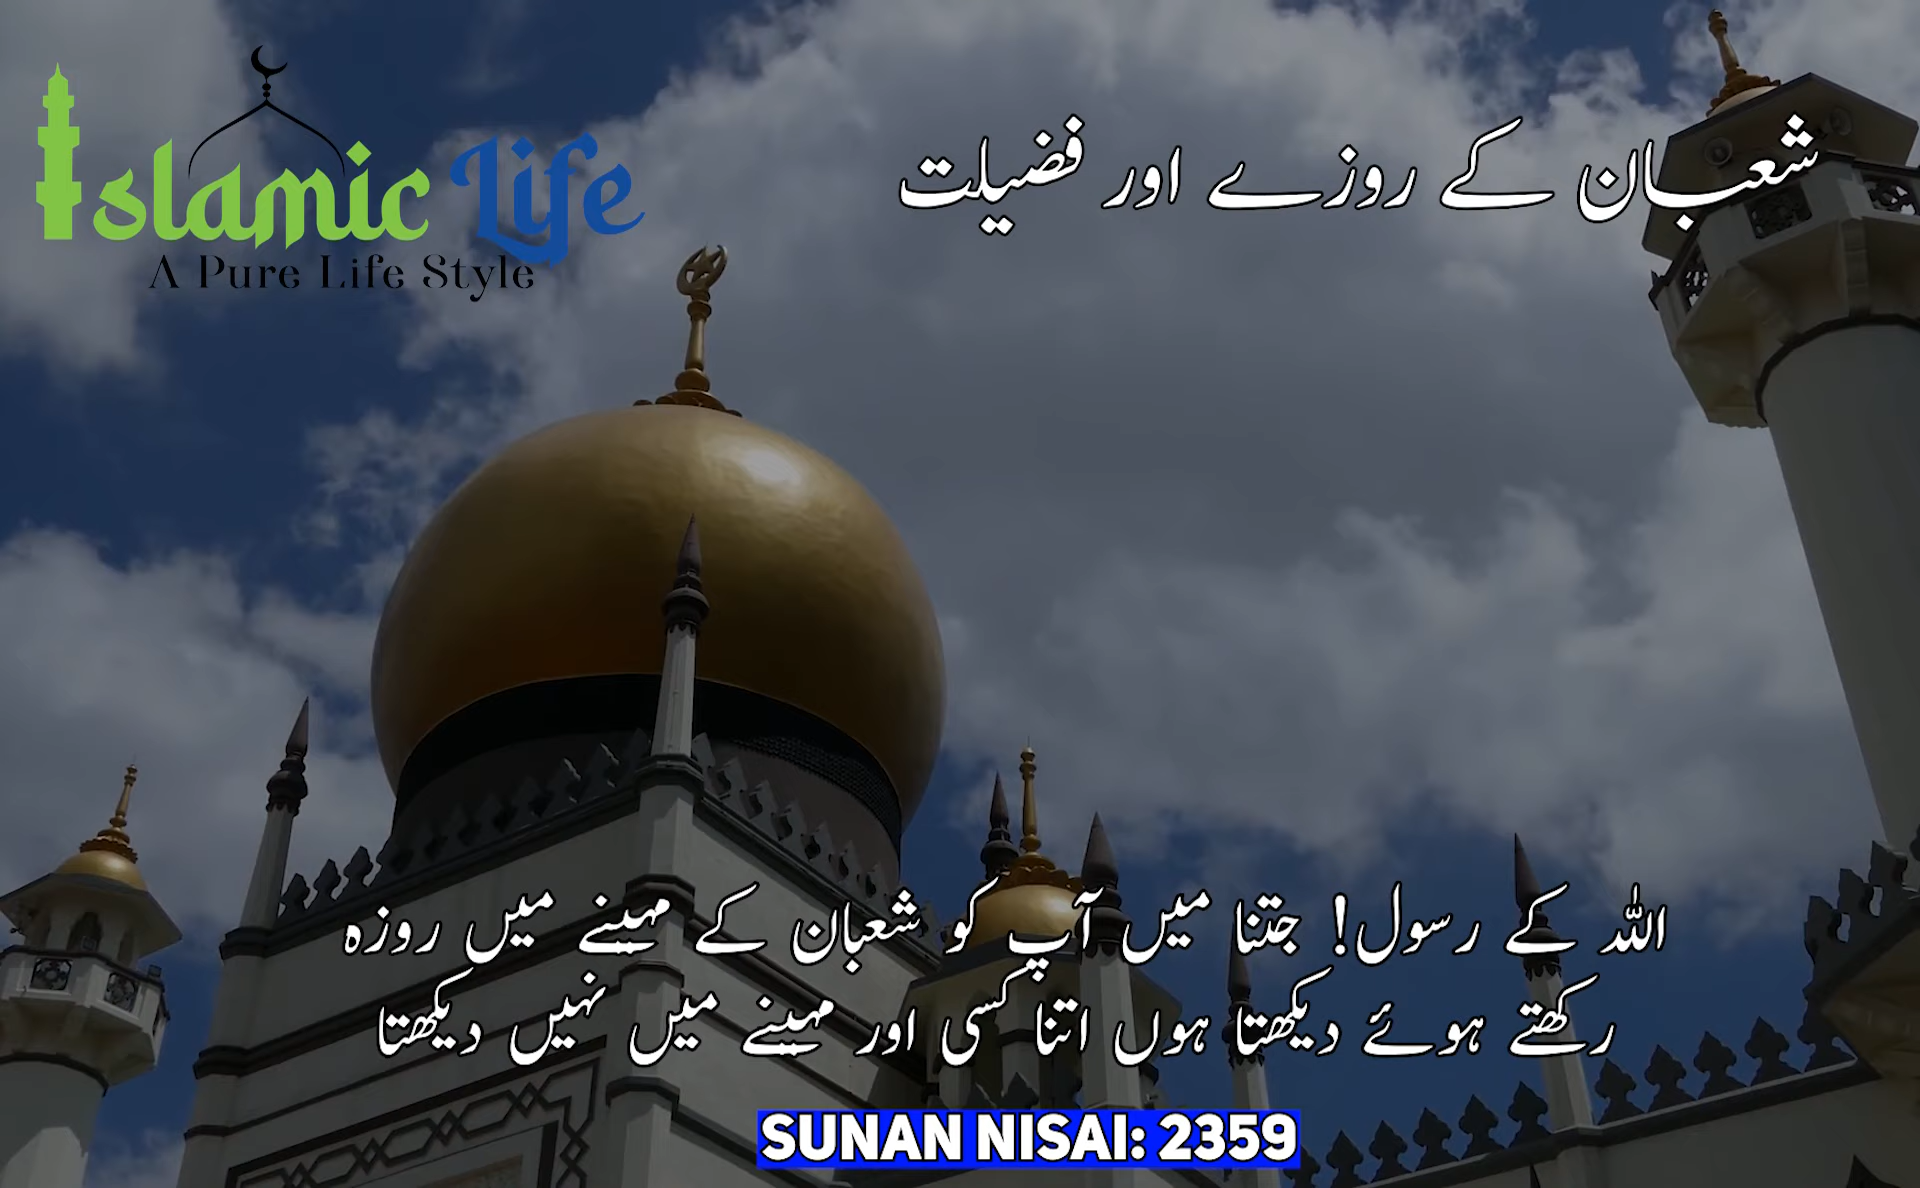 Islamic Life
A Pure Life Style
شعبان کے روزے اور فضیلت
اللہ کے رسول! جتنا میں آپ کو شعبان کے مہینے میں روزہ
رکھتے ہوئے دیکھتا ہوں اتنا کسی اور مہینے میں نہیں دیکھتا
SUNAN NISAI: 2359